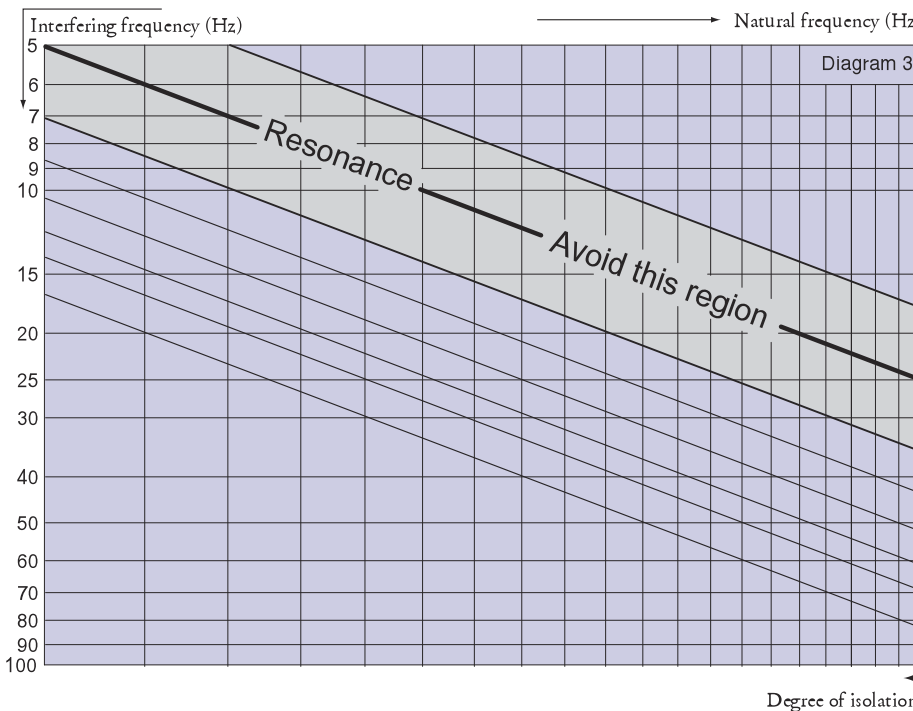 Interfering frequency (Hz)
Natural frequency (Hz
Diagram 3
5
6
7
8
9
10
15
20
25
30
40
50
60
70
80
90
100
Resonance
Avoid this region
Degree of isolation